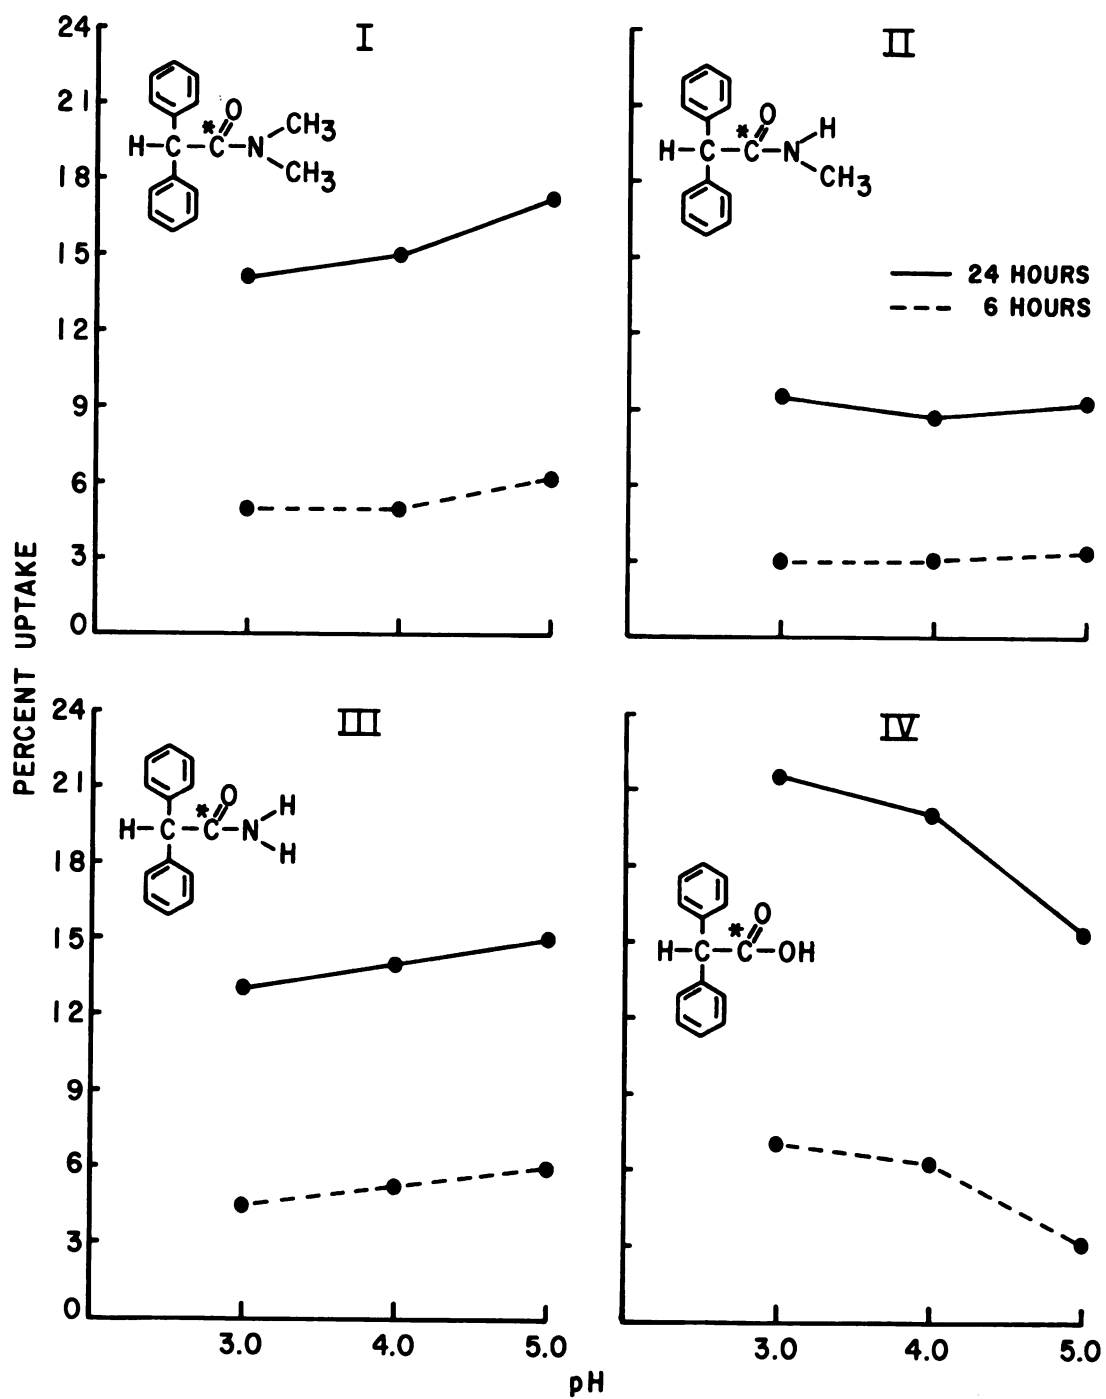 I
24
21
18
15
12
9
6
3
0
H-C-C-N
* O
CH3
CH3
II
H-C-C-N
* O
H
CH3
24 HOURS
6 HOURS
PERCENT UPTAKE
III
24
21
18
15
12
9
6
3
0
H-C-C-N
* O
H
H
3.0 4.0 5.0
IV
H-C-C-OH
* O
3.0 4.0 5.0
pH